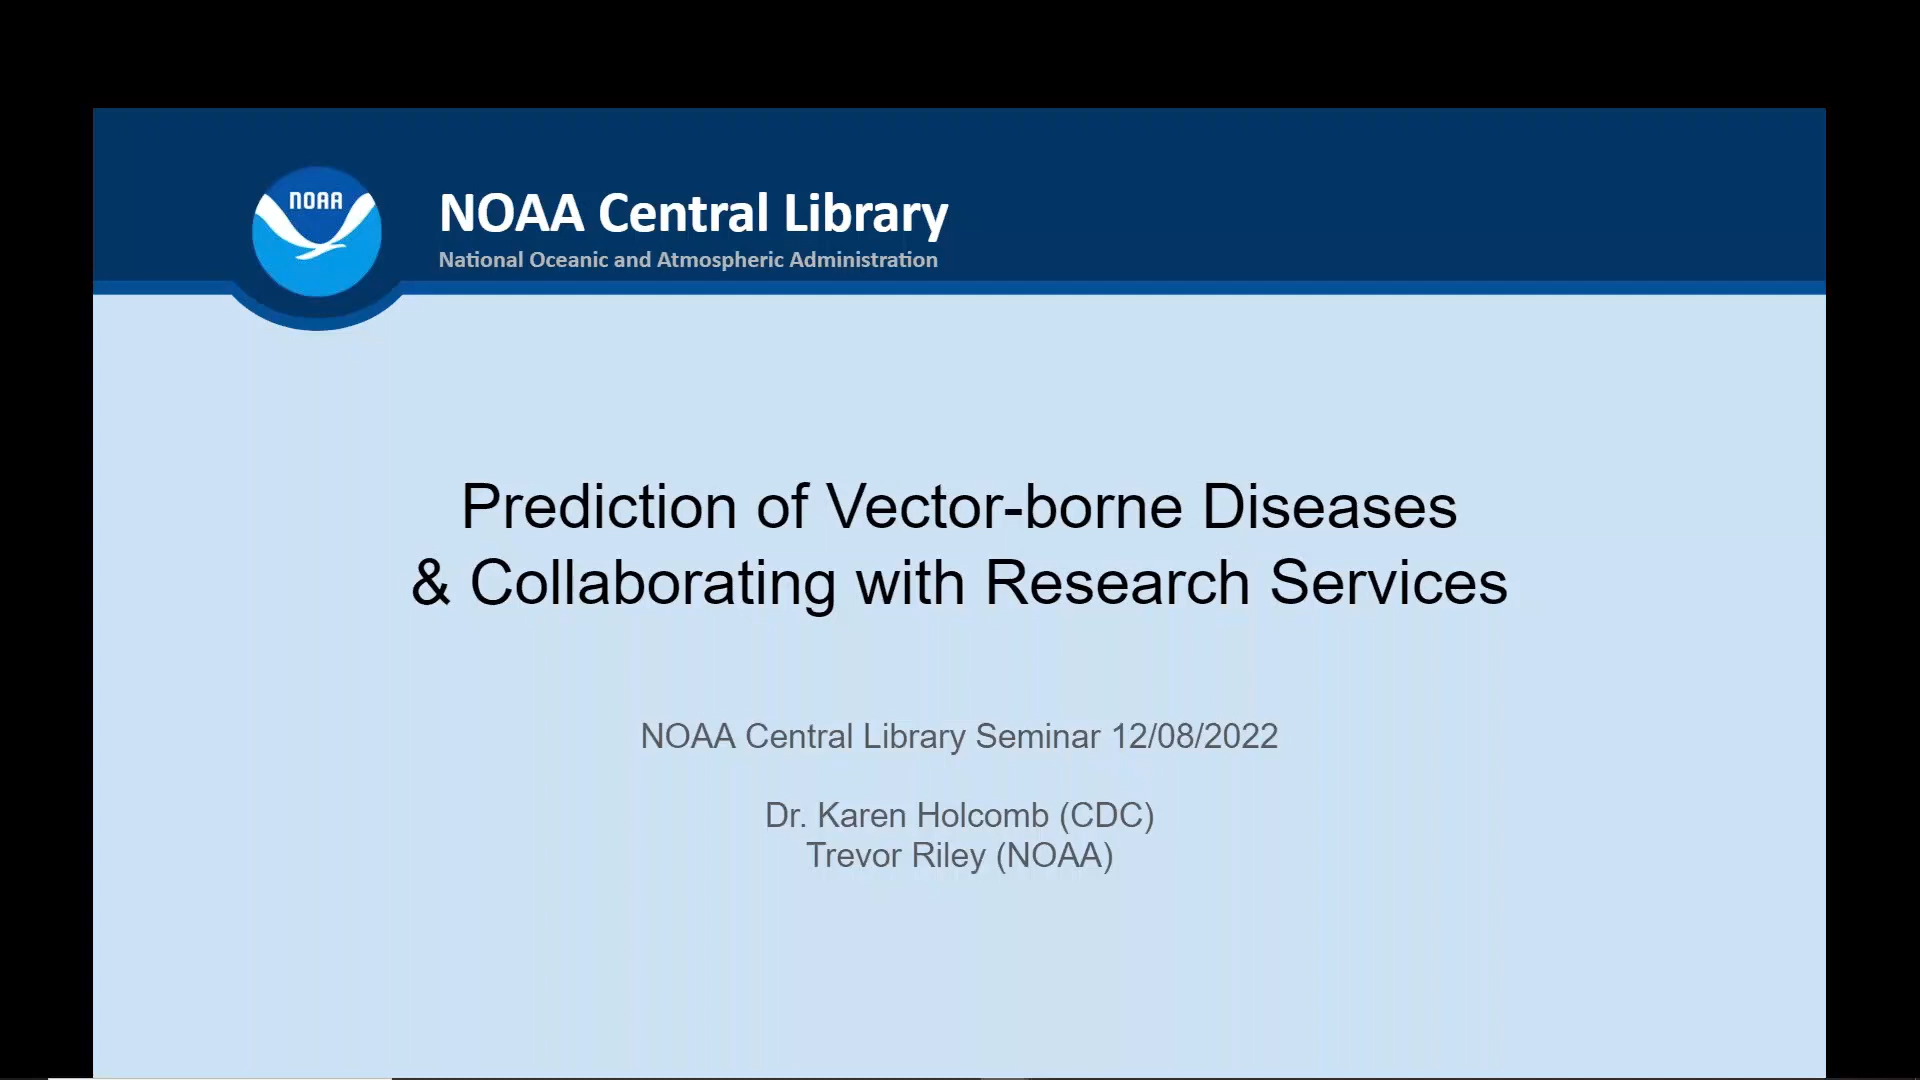 NOAA
NOAA Central Library
National Oceanic and Atmospheric Administration
Prediction of Vector-borne Diseases
& Collaborating with Research Services
NOAA Central Library Seminar 12/08/2022
Dr. Karen Holcomb (CDC)
Trevor Riley (NOAA)